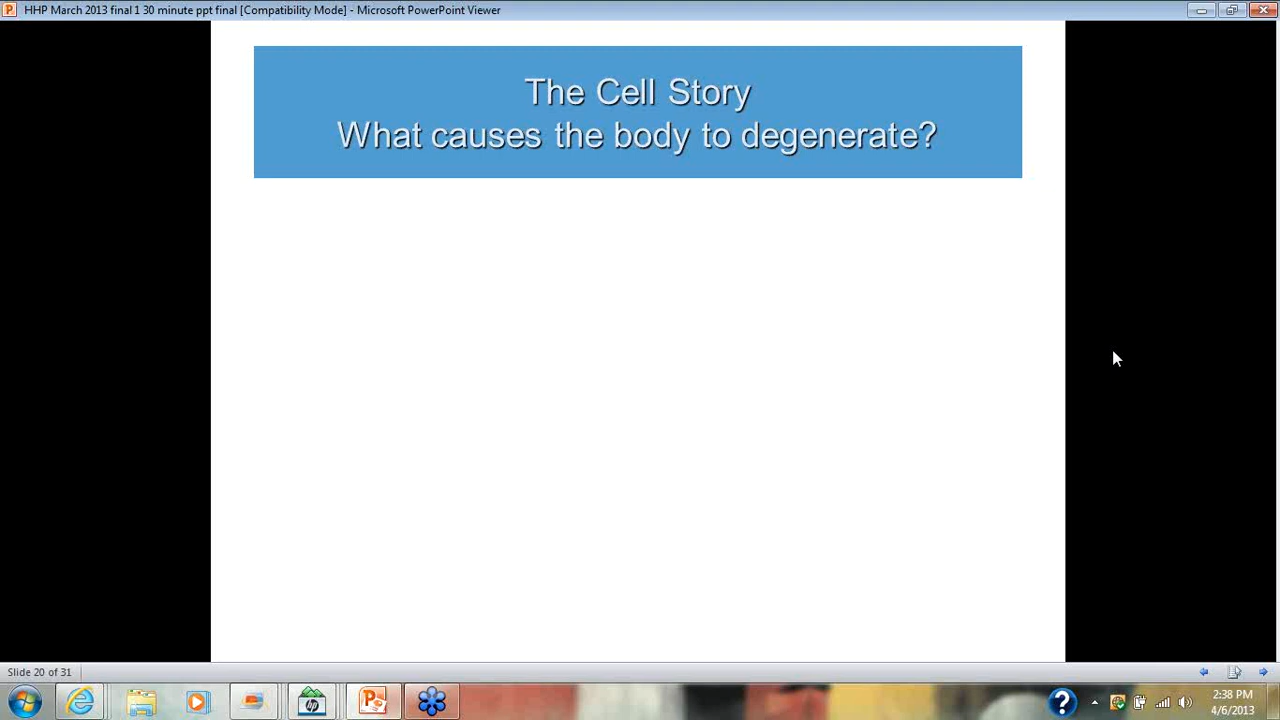 HHP March 2013 final 1 30 minute ppt final [Compatibility Mode] - Microsoft PowerPoint Viewer
The Cell Story
What causes the body to degenerate?
Slide 20 of 31
2:38 PM
4/6/2013